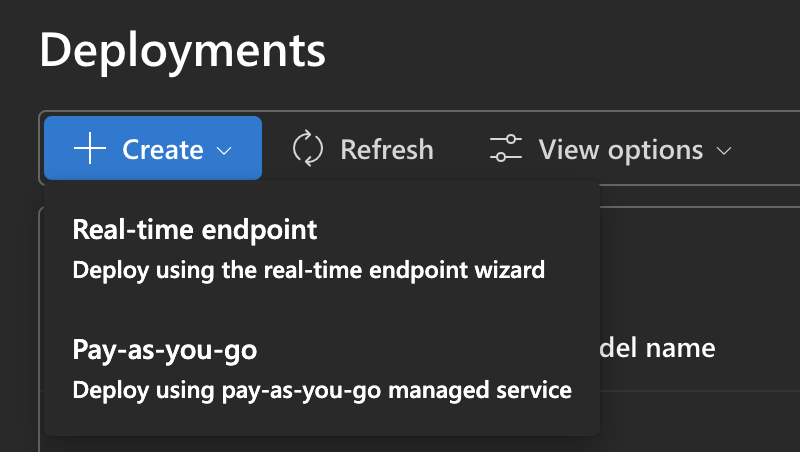 Deployments
Create
Refresh
View options
Real-time endpoint
Deploy using the real-time endpoint wizard
Pay-as-you-go
Deploy using pay-as-you-go managed service
del name